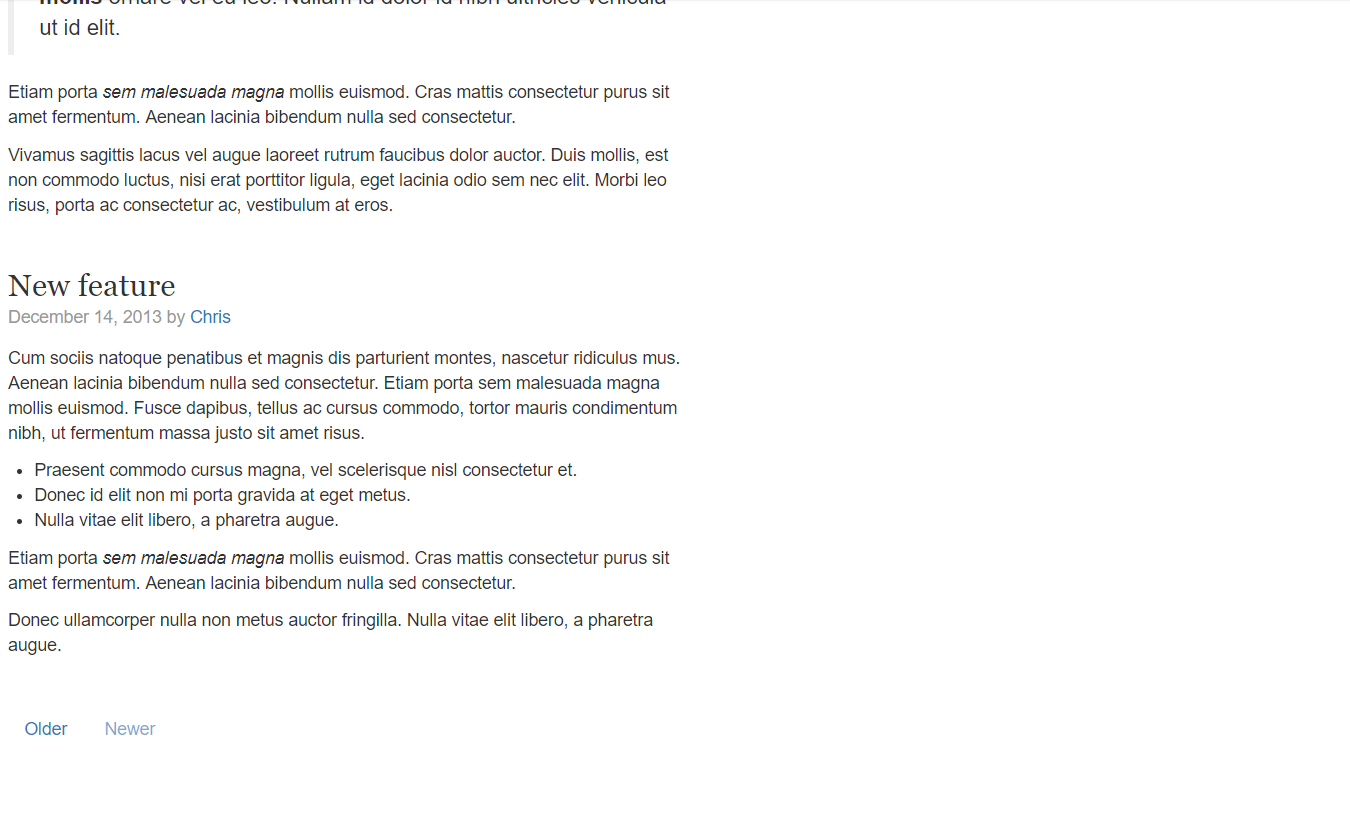 mollis ornare vel eu leo. Nullam id dolor id nibh ultricies vehicula
ut id elit.
Etiam porta sem malesuada magna mollis euismod. Cras mattis consectetur purus sit
amet fermentum. Aenean lacinia bibendum nulla sed consectetur.
Vivamus sagittis lacus vel augue laoreet rutrum faucibus dolor auctor. Duis mollis, est
non commodo luctus, nisi erat porttitor ligula, eget lacinia odio sem nec elit. Morbi leo
risus, porta ac consectetur ac, vestibulum at eros.
New feature
December 14, 2013 by Chris
Cum sociis natoque penatibus et magnis dis parturient montes, nascetur ridiculus mus.
Aenean lacinia bibendum nulla sed consectetur. Etiam porta sem malesuada magna
mollis euismod. Fusce dapibus, tellus ac cursus commodo, tortor mauris condimentum
nibh, ut fermentum massa justo sit amet risus.
• Praesent commodo cursus magna, vel scelerisque nisl consectetur et.
• Donec id elit non mi porta gravida at eget metus.
• Nulla vitae elit libero, a pharetra augue.
Etiam porta sem malesuada magna mollis euismod. Cras mattis consectetur purus sit
amet fermentum. Aenean lacinia bibendum nulla sed consectetur.
Donec ullamcorper nulla non metus auctor fringilla. Nulla vitae elit libero, a pharetra
augue.
Older Newer